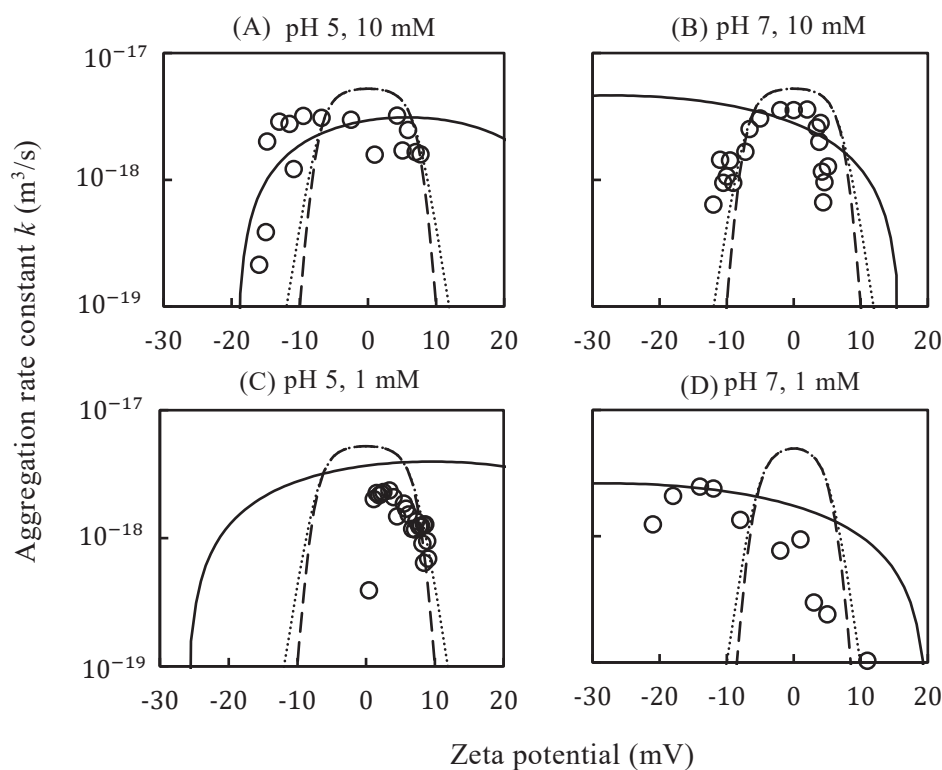 (A) pH 5, 10 mM
(B) pH 7, 10 mM
10⁻¹⁷
10⁻¹⁸
10⁻¹⁹
-30 -20 -10 0 10 20
-30 -20 -10 0 10 20
(C) pH 5, 1 mM
(D) pH 7, 1 mM
10⁻¹⁷
10⁻¹⁸
10⁻¹⁹
-30 -20 -10 0 10 20
-30 -20 -10 0 10 20
Aggregation rate constant k (m³/s)
Zeta potential (mV)